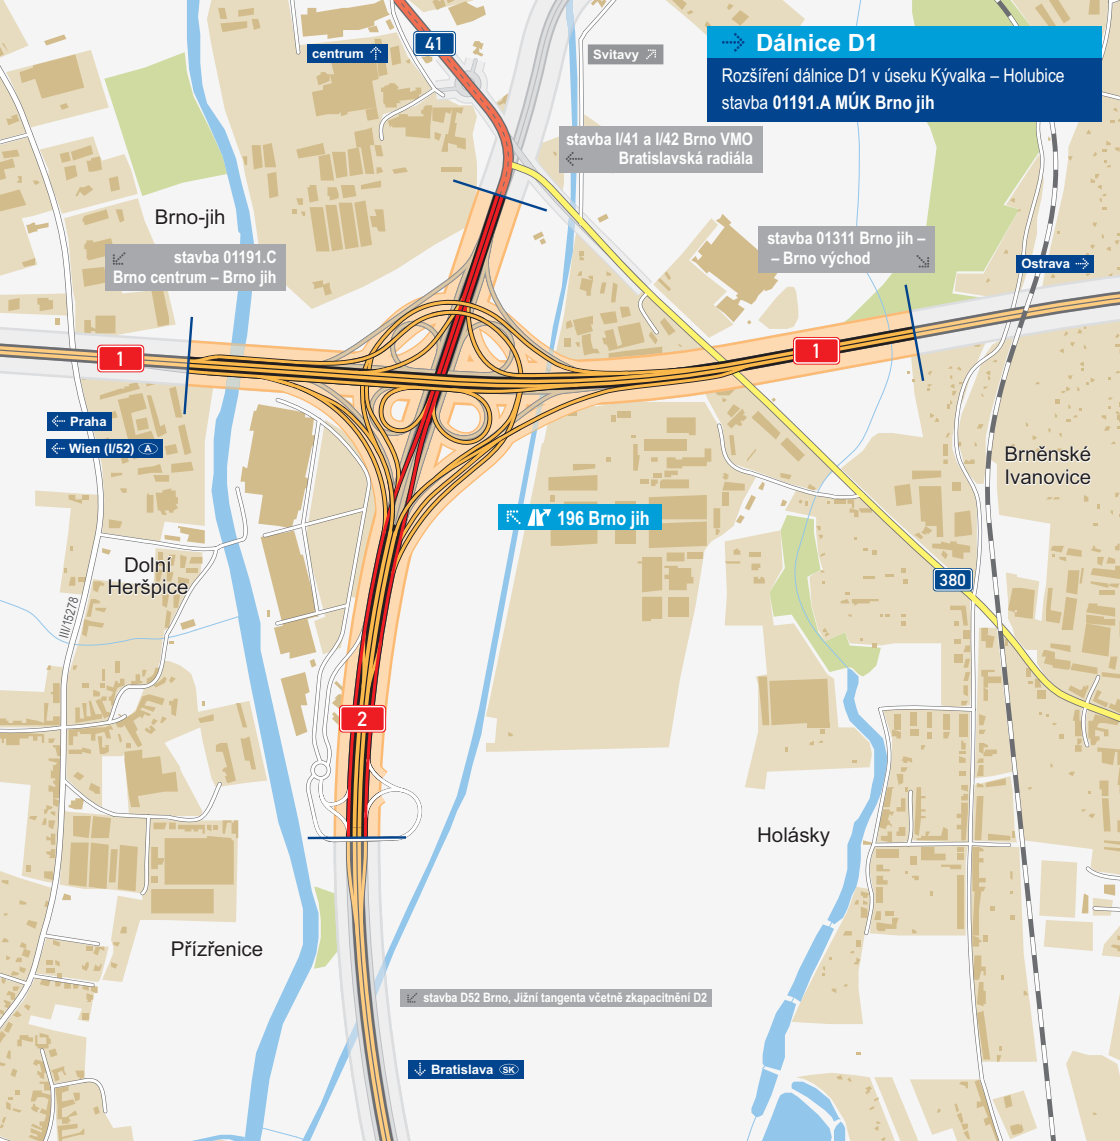 Dálnice D1
Rozšíření dálnice D1 v úseku Kývalka – Holubice
stavba 01191.A MÚK Brno jih
centrum
41
Svitavy
stavba I/41 a I/42 Brno VMO
Bratislavská radiála
Brno-jih
stavba 01191.C
Brno centrum – Brno jih
stavba 01311 Brno jih –
– Brno východ
Ostrava
1
1
Praha
Wien (I/52) A
Brněnské
Ivanovice
196 Brno jih
Dolní
Heršpice
380
III/15278
2
Holásky
Přízřenice
stavba D52 Brno, Jižní tangenta včetně zkapacitnění D2
Bratislava SK